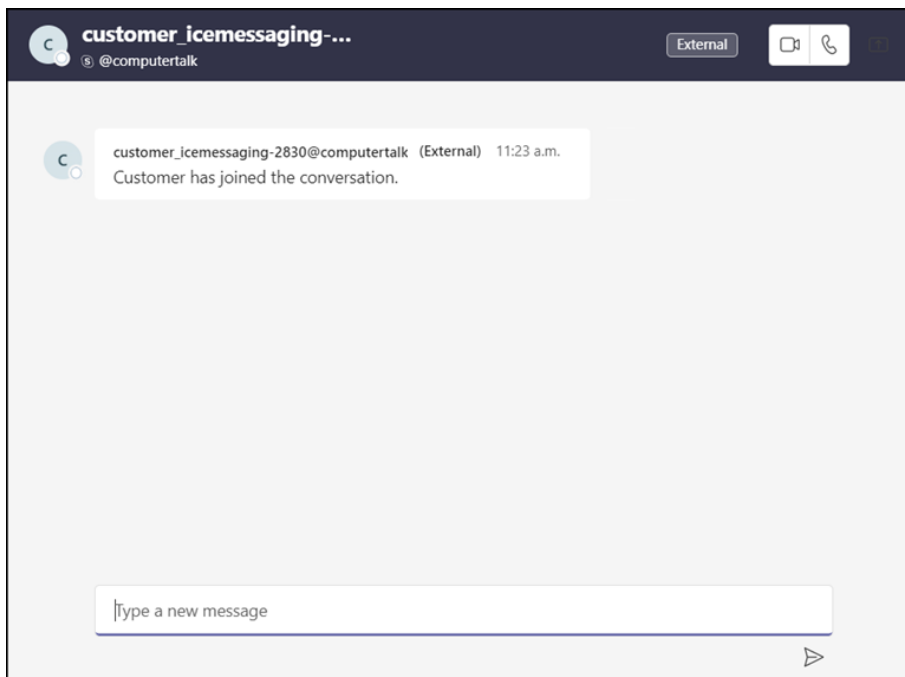 C
customer_icemessaging-...
S @computertalk
External
C
customer_icemessaging-2830@computertalk (External) 11:23 a.m.
Customer has joined the conversation.
Type a new message